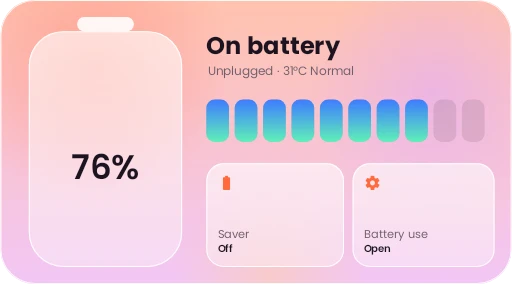 On battery
Unplugged · 31°C Normal
76%
Saver
Off
Battery use
Open